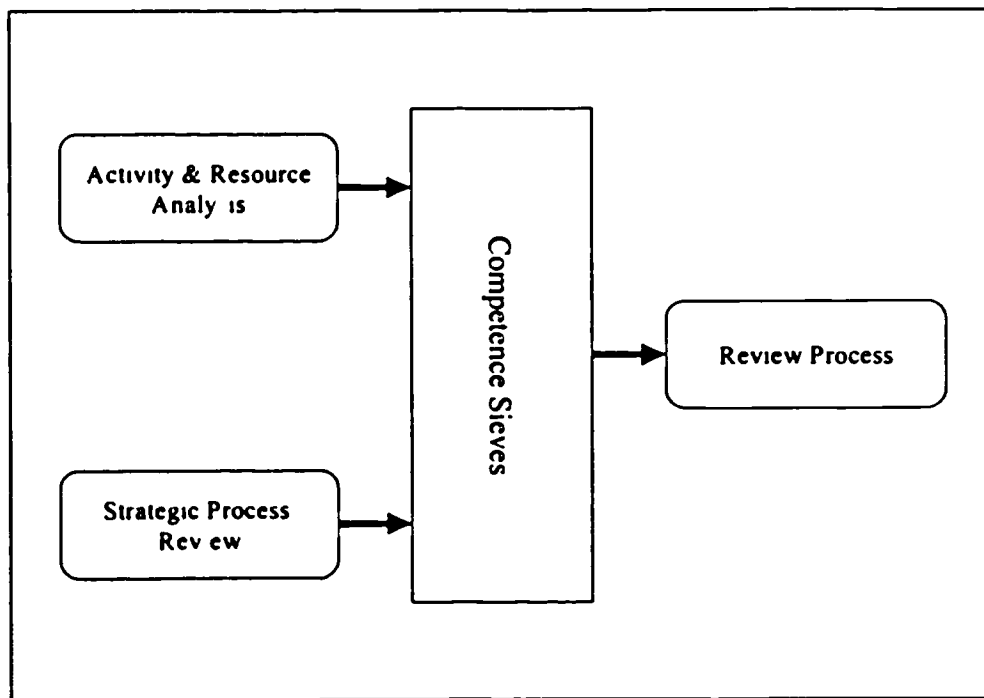 Activity & Resource
Analy is
Competence Sieves
Review Process
Strategic Process
Rev ew